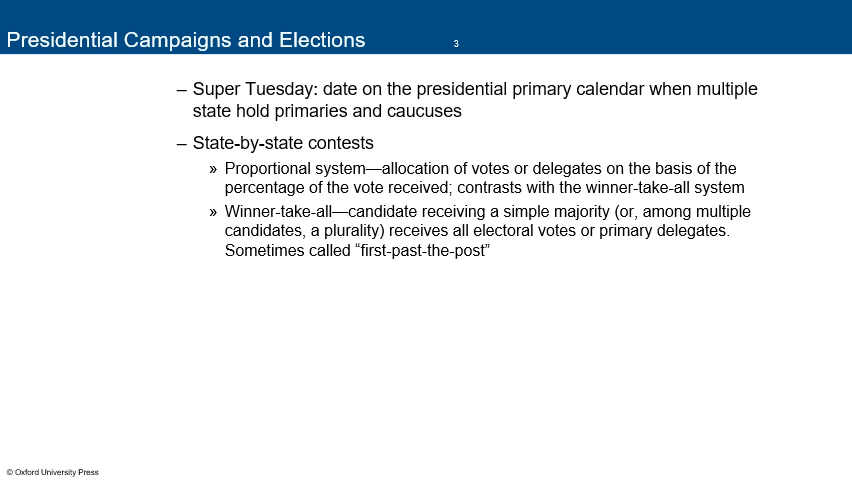 Presidential Campaigns and Elections
3
– Super Tuesday: date on the presidential primary calendar when multiple
state hold primaries and caucuses
– State-by-state contests
» Proportional system—allocation of votes or delegates on the basis of the
percentage of the vote received; contrasts with the winner-take-all system
» Winner-take-all—candidate receiving a simple majority (or, among multiple
candidates, a plurality) receives all electoral votes or primary delegates.
Sometimes called “first-past-the-post”
© Oxford University Press